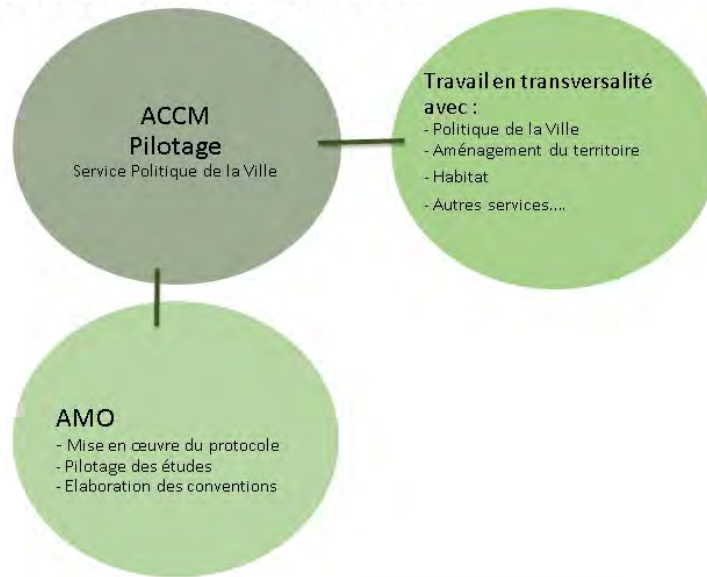 ACCM
Pilotage
Service Politique de la Ville
Travail en transversalité
avec :
- Politique de la Ville
- Aménagement du territoire
- Habitat
- Autres services....
AMO
- Mise en œuvre du protocole
- Pilotage des études
- Elaboration des conventions